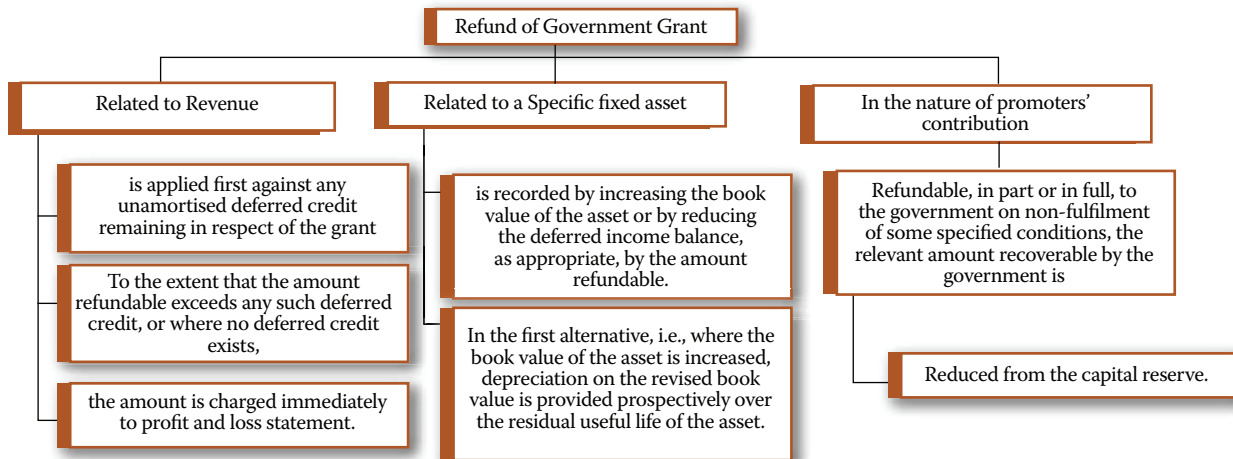 Refund of Government Grant
Related to Revenue
is applied first against any
unamortised deferred credit
remaining in respect of the grant
To the extent that the amount
refundable exceeds any such deferred
credit, or where no deferred credit
exists,
the amount is charged immediately
to profit and loss statement.
Related to a Specific fixed asset
is recorded by increasing the book
value of the asset or by reducing
the deferred income balance,
as appropriate, by the amount
refundable.
In the first alternative, i.e., where the
book value of the asset is increased,
depreciation on the revised book
value is provided prospectively over
the residual useful life of the asset.
In the nature of promoters’
contribution
Refundable, in part or in full, to
the government on non-fulfilment
of some specified conditions, the
relevant amount recoverable by the
government is
Reduced from the capital reserve.